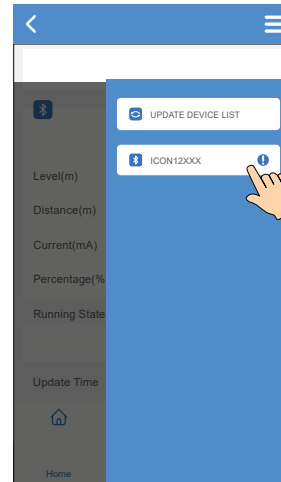 UPDATE DEVICE LIST
ICON12XXX
Level(m)
Distance(m)
Current(mA)
Percentage(%
Running State
Update Time
Home